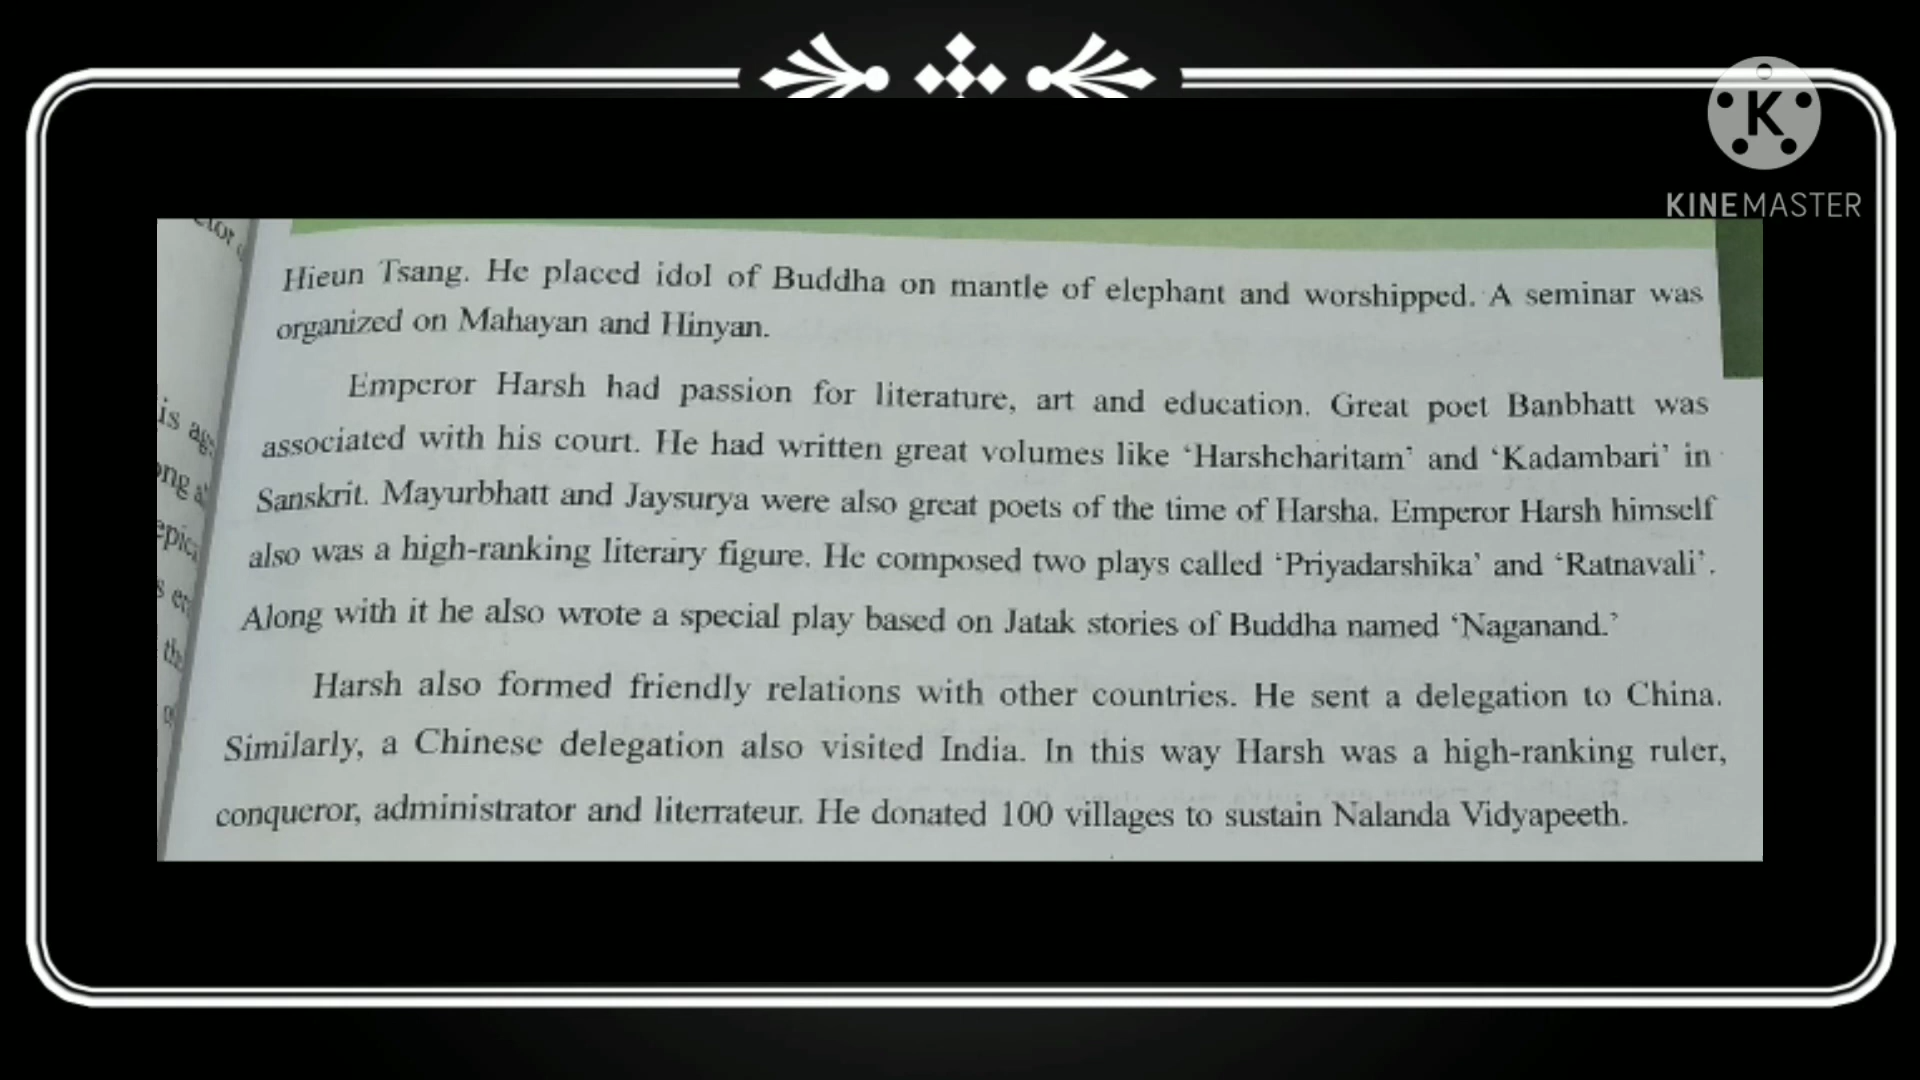 K
KINEMASTER
Hieun Tsang. He placed idol of Buddha on mantle of elephant and worshipped. A seminar was
organized on Mahayan and Hinyan.
Emperor Harsh had passion for literature, art and education. Great poet Banbhatt was
associated with his court. He had written great volumes like ‘Harshcharitam’ and ‘Kadambari’ in
Sanskrit. Mayurbhatt and Jaysurya were also great poets of the time of Harsha. Emperor Harsh himself
also was a high-ranking literary figure. He composed two plays called ‘Priyadarshika’ and ‘Ratnavali’.
Along with it he also wrote a special play based on Jatak stories of Buddha named ‘Naganand.’
Harsh also formed friendly relations with other countries. He sent a delegation to China.
Similarly, a Chinese delegation also visited India. In this way Harsh was a high-ranking ruler,
conqueror, administrator and literrateur. He donated 100 villages to sustain Nalanda Vidyapeeth.